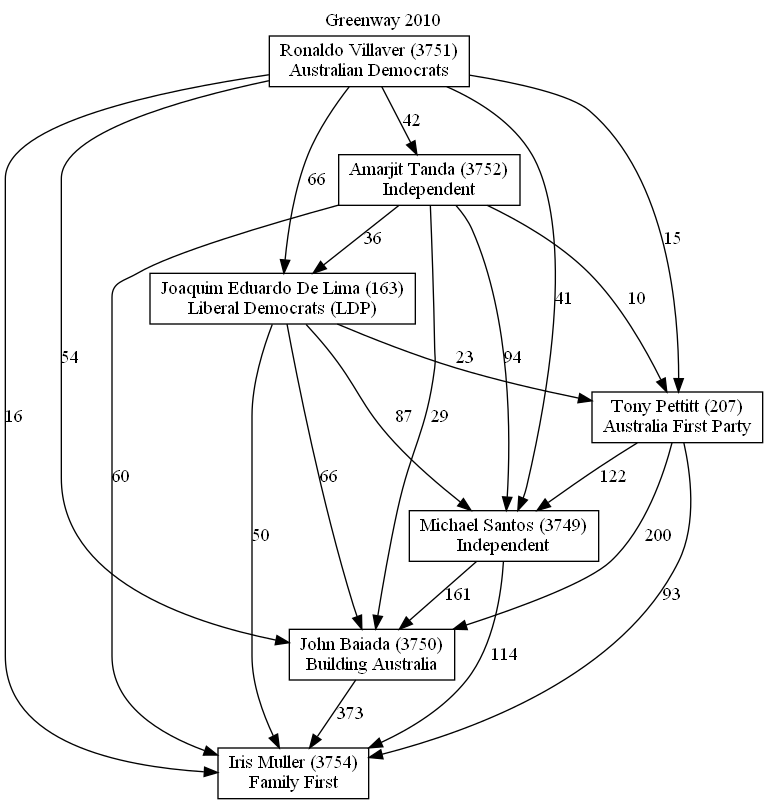 Greenway 2010
Ronaldo Villaver (3751)
Australian Democrats
42
Amarjit Tanda (3752)
Independent
66
36
15
Joaquim Eduardo De Lima (163)
Liberal Democrats (LDP)
10
41
54
23
94
Tony Pettitt (207)
Australia First Party
16
87
29
60
66
122
Michael Santos (3749)
Independent
50
200
161
93
John Baiada (3750)
Building Australia
114
373
Iris Muller (3754)
Family First